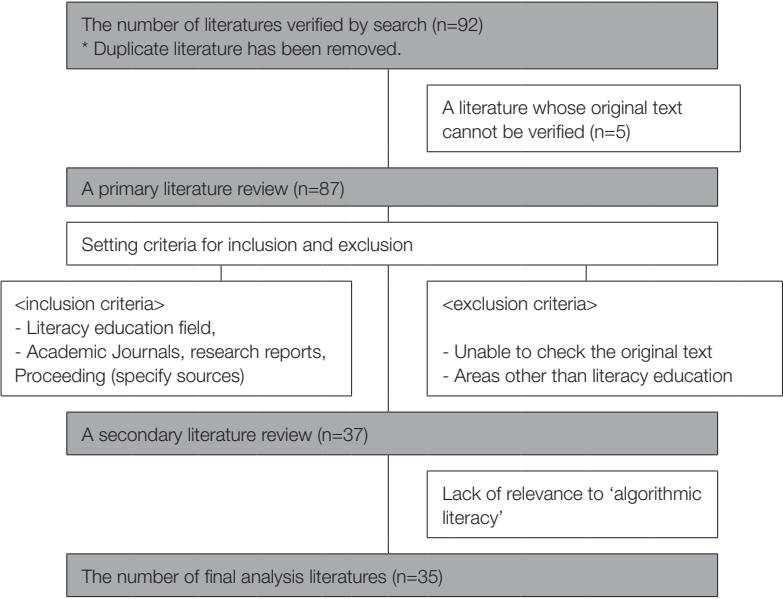 The number of literatures verified by search (n=92)
* Duplicate literature has been removed.
A literature whose original text
cannot be verified (n=5)
A primary literature review (n=87)
Setting criteria for inclusion and exclusion
<inclusion criteria>
- Literacy education field,
- Academic Journals, research reports,
Proceeding (specify sources)
<exclusion criteria>
- Unable to check the original text
- Areas other than literacy education
A secondary literature review (n=37)
Lack of relevance to ‘algorithmic
literacy’
The number of final analysis literatures (n=35)